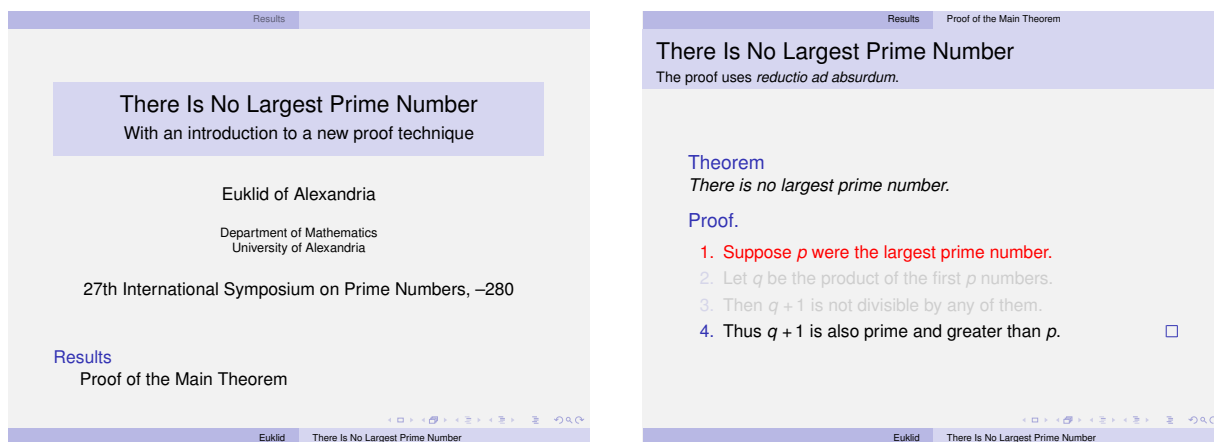 Results
There Is No Largest Prime Number
With an introduction to a new proof technique
Euklid of Alexandria
Department of Mathematics
University of Alexandria
27th International Symposium on Prime Numbers, –280
Results
Proof of the Main Theorem
Euklid There Is No Largest Prime Number
Results Proof of the Main Theorem
There Is No Largest Prime Number
The proof uses reductio ad absurdum.
Theorem
There is no largest prime number.
Proof.
1. Suppose p were the largest prime number.
2. Let q be the product of the first p numbers.
3. Then q + 1 is not divisible by any of them.
4. Thus q + 1 is also prime and greater than p. □
Euklid There Is No Largest Prime Number